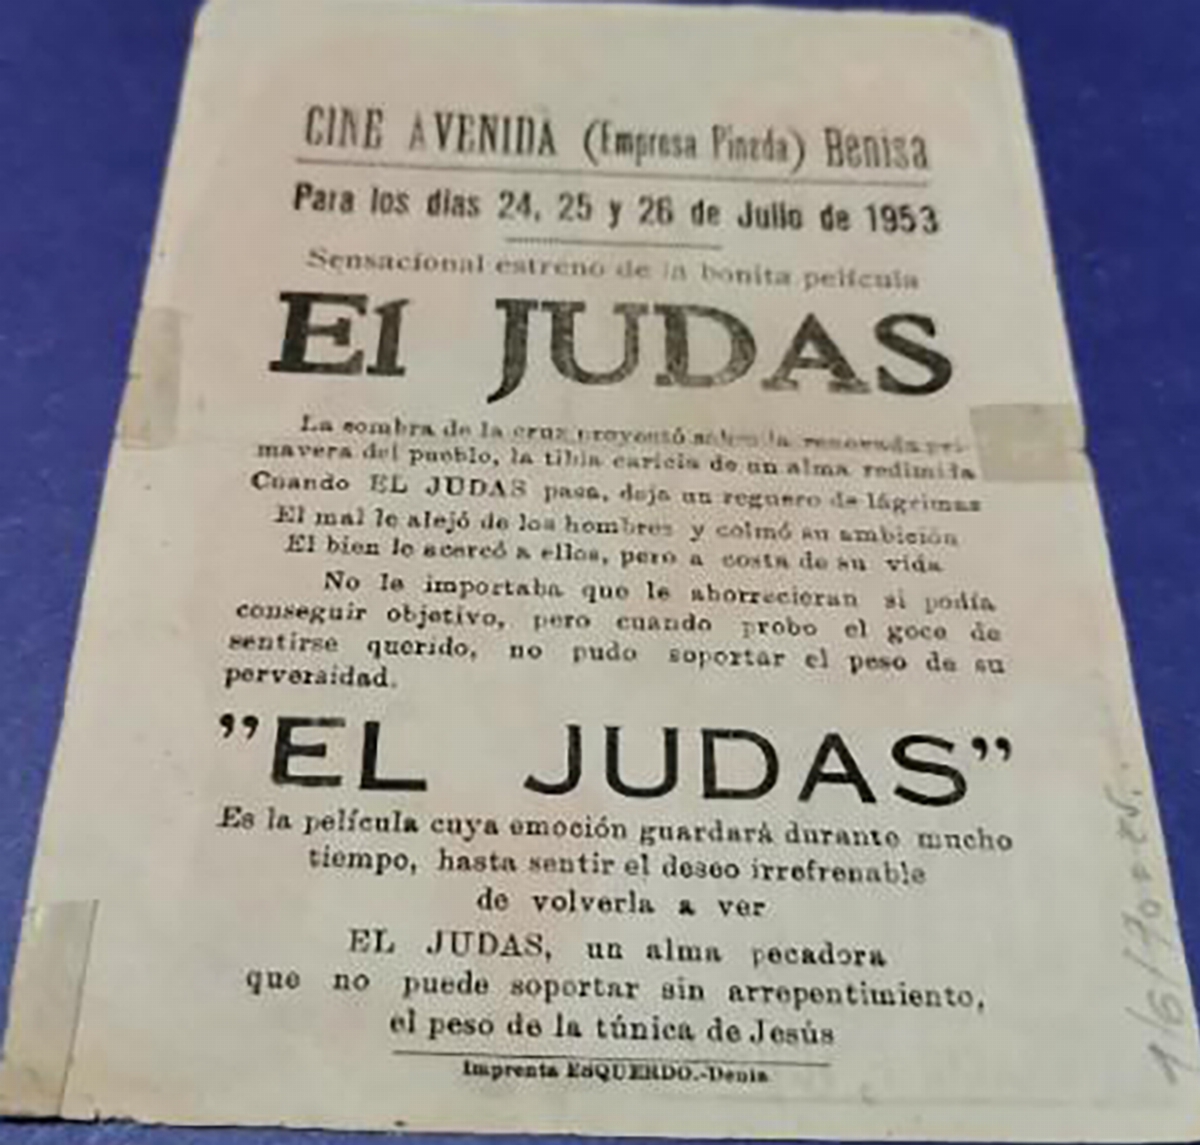 CINE AVENIDA (Empresa Pineda) Benisa
Para los dias 24, 25 y 26 de Julio de 1953
Sensacional estreno de la bonita película
El JUDAS
La sombra de la cruz proyectó sobre la renovada pri-
mavera del pueblo, la tibia caricia de un alma redimida
Cuando EL JUDAS pasa, deja un reguero de lágrimas
El mal le alejó de los hombres y colmó su ambición
El bien le acercó a ellos, pero a costa de su vida
No le importaba que le aborrecieran si podía
conseguir objetivo, pero cuando probo el goce de
sentirse querido, no pudo soportar el peso de su
perversidad.
”EL JUDAS”
Es la película cuya emoción guardará durante mucho
tiempo, hasta sentir el deseo irrefrenable
de volverla a ver
EL JUDAS, un alma pecadora
que no puede soportar sin arrepentimiento,
el peso de la túnica de Jesús
Imprenta ESQUERDO.-Denia